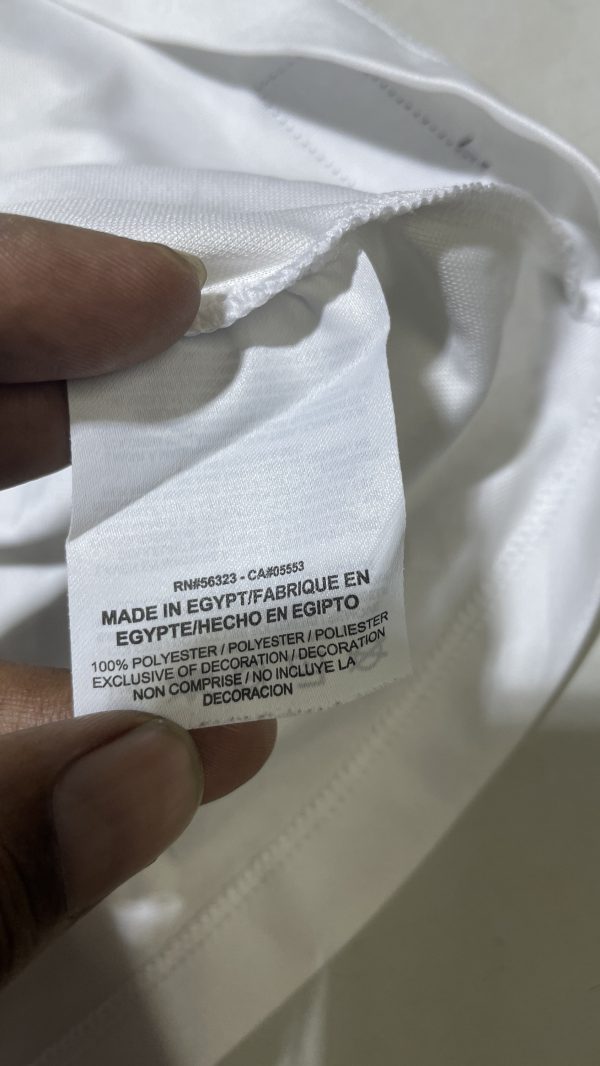 RN#56323 - CA#05553
MADE IN EGYPT/FABRIQUE EN
EGYPTE/HECHO EN EGIPTO
100% POLYESTER / POLYESTER / POLIESTER
EXCLUSIVE OF DECORATION / DECORATION
NON COMPRISE / NO INCLUYE LA
DECORACION